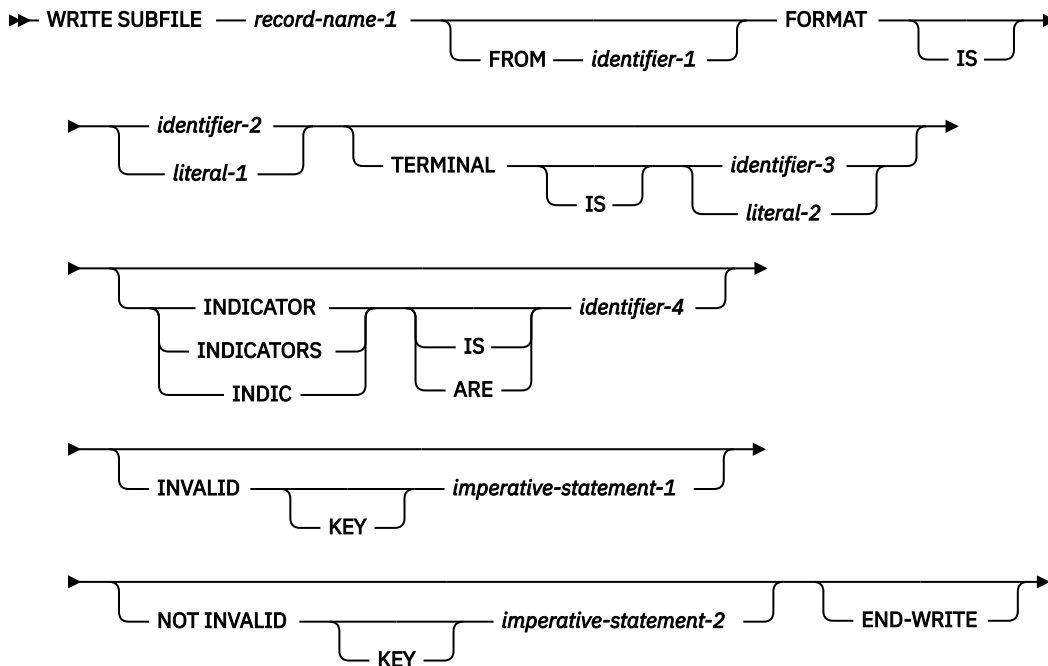 WRITE SUBFILE record-name-1 FORMAT
FROM identifier-1 IS
identifier-2
literal-1
TERMINAL identifier-3
IS literal-2
INDICATOR identifier-4
INDICATORS IS
INDIC ARE
INVALID imperative-statement-1
KEY
NOT INVALID imperative-statement-2 END-WRITE
KEY